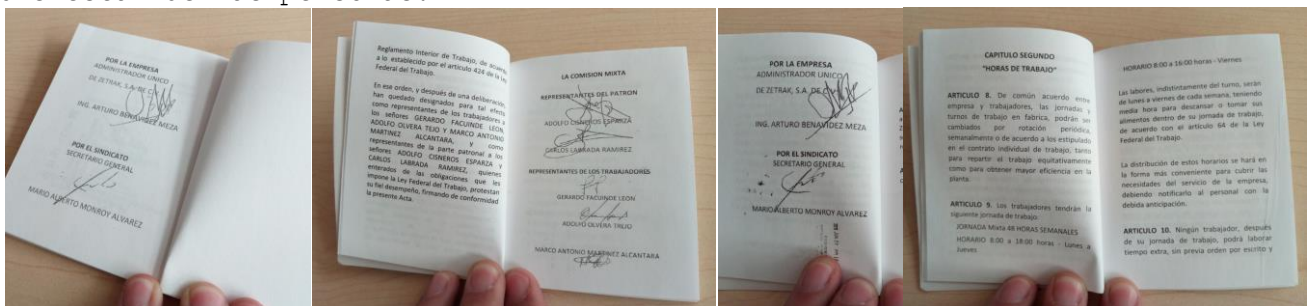 POR LA EMPRESA
ADMINISTRADOR UNICO
DE ZETRAK, S.A. DE C.V.
ING. ARTURO BENAVIDEZ MEZA
POR EL SINDICATO
SECRETARIO GENERAL
MARIO ALBERTO MONROY ALVAREZ
Reglamento Interior de Trabajo, de acuerdo
a lo establecido por el artículo 424 de la Ley
Federal del Trabajo.
En ese orden, y después de una deliberación,
han quedado designados para tal efecto
como representantes de los trabajadores a
los señores GERARDO FACUINDE LEON,
ADOLFO OLVERA TEJO Y MARCO ANTONIO
MARTINEZ ALCANTARA, y como
representantes de la parte patronal a los
señores ADOLFO CISNEROS ESPARZA y
CARLOS LABRADA RAMIREZ, quienes
enterados de las obligaciones que les
impone la Ley Federal del Trabajo, protestan
su fiel desempeño, firmando de conformidad
la presente Acta.
LA COMISION MIXTA
REPRESENTANTES DEL PATRON
ADOLFO CISNEROS ESPARZA
CARLOS LABRADA RAMIREZ
REPRESENTANTES DE LOS TRABAJADORES
GERARDO FACUINDE LEON
ADOLFO OLVERA TREJO
MARCO ANTONIO MARTINEZ ALCANTARA
POR LA EMPRESA
ADMINISTRADOR UNICO
DE ZETRAK, S.A. DE C.V.
ING. ARTURO BENAVIDEZ MEZA
POR EL SINDICATO
SECRETARIO GENERAL
MARIO ALBERTO MONROY ALVAREZ
CAPITULO SEGUNDO
"HORAS DE TRABAJO"
ARTICULO 8. De común acuerdo entre
empresa y trabajadores, las jornadas y
turnos de trabajo en fabrica, podrán ser
cambiados por rotación periódica,
semanalmente o de acuerdo a los estipulado
en el contrato individual de trabajo, tanto
para repartir el trabajo equitativamente
como para obtener mayor eficiencia en la
planta.
ARTICULO 9. Los trabajadores tendrán la
siguiente jornada de trabajo.
JORNADA Mixta 48 HORAS SEMANALES
HORARIO 8:00 a 18:00 horas - Lunes a
Jueves
HORARIO 8:00 a 16:00 horas - Viernes
Las labores, indistintamente del turno, serán
de lunes a viernes de cada semana, teniendo
media hora para descansar o tomar sus
alimentos dentro de su jornada de trabajo,
de acuerdo con el artículo 64 de la Ley
Federal del Trabajo.
La distribución de estos horarios se hará en
la forma más conveniente para cubrir las
necesidades del servicio de la empresa,
debiendo notificarlo al personal con la
debida anticipación.
ARTICULO 10. Ningún trabajador, después
de su jornada de trabajo, podrá laborar
tiempo extra, sin previa orden por escrito y